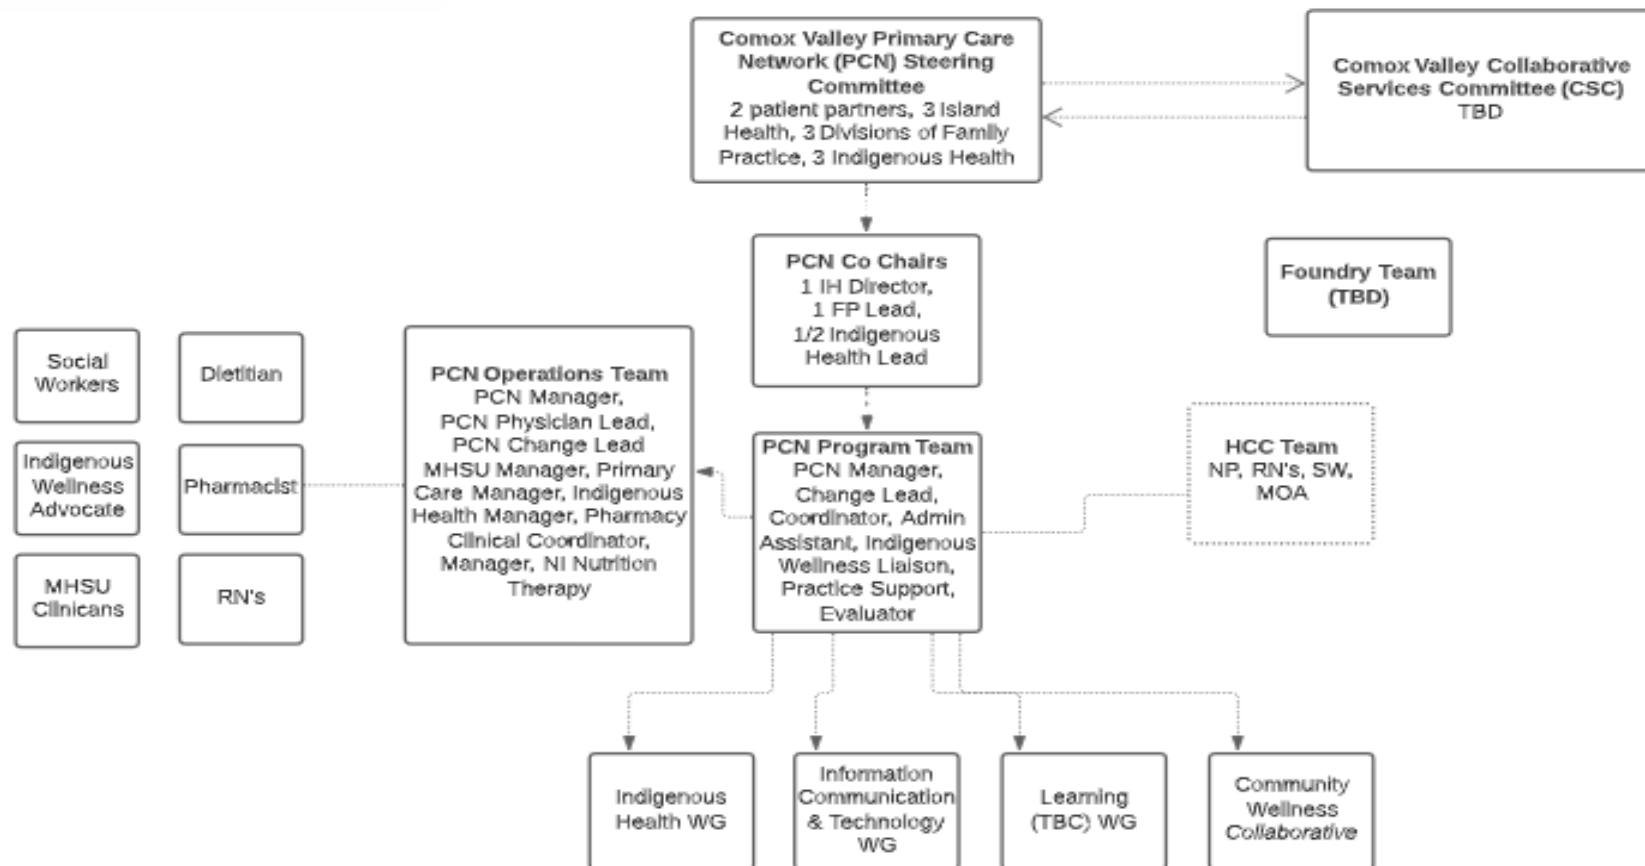 Comox Valley Primary Care
Network (PCN) Steering
Committee
2 patient partners, 3 Island
Health, 3 Divisions of Family
Practice, 3 Indigenous Health
Comox Valley Collaborative
Services Committee (CSC)
TBD
PCN Co Chairs
1 IH Director,
1 FP Lead,
1/2 Indigenous
Health Lead
Foundry Team
(TBD)
Social
Workers
Dietitian
Indigenous
Wellness
Advocate
Pharmacist
MHSU
Clinicans
RN's
PCN Operations Team
PCN Manager,
PCN Physician Lead,
PCN Change Lead
MHSU Manager, Primary
Care Manager, Indigenous
Health Manager, Pharmacy
Clinical Coordinator,
Manager, NI Nutrition
Therapy
PCN Program Team
PCN Manager,
Change Lead,
Coordinator, Admin
Assistant, Indigenous
Wellness Liaison,
Practice Support,
Evaluator
HCC Team
NP, RN's, SW,
MOA
Indigenous
Health WG
Information
Communication
& Technology
WG
Learning
(TBC) WG
Community
Wellness
Collaborative